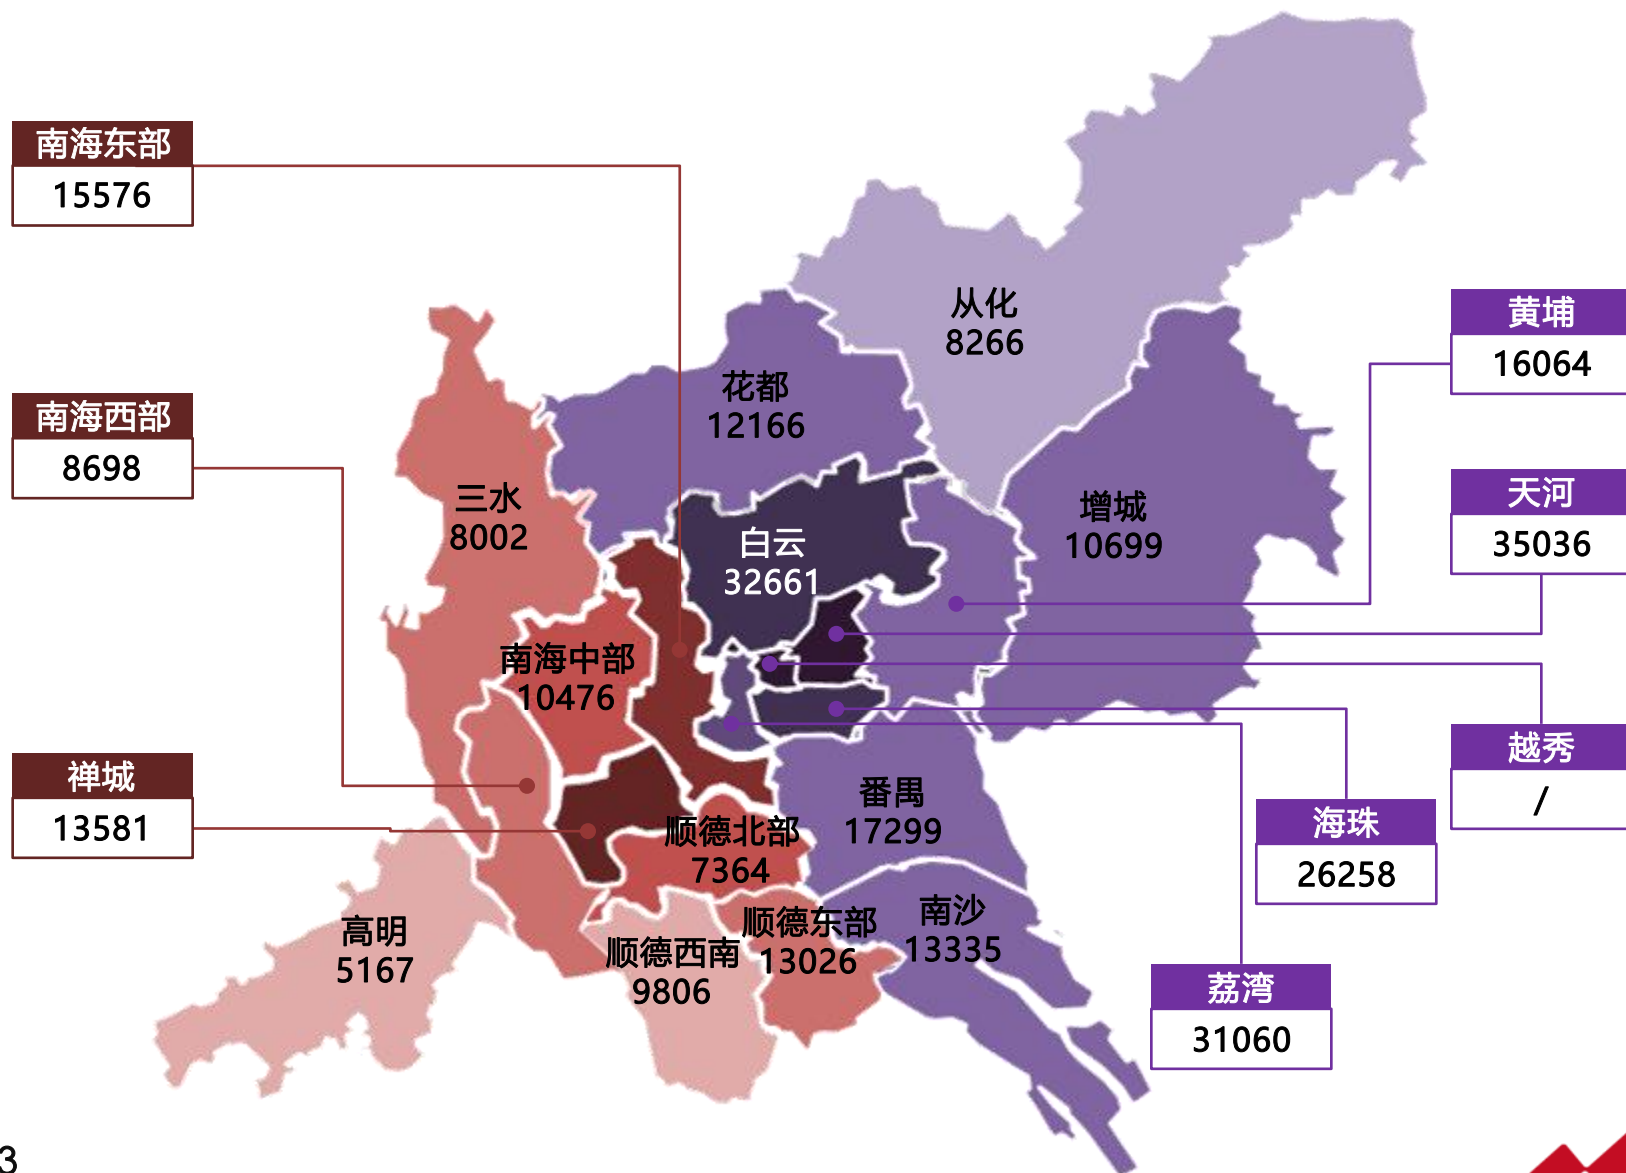 南海东部
15576
南海西部
8698
禅城
13581
从化
8266
花都
12166
三水
8002
白云
32661
增城
10699
南海中部
10476
番禺
17299
顺德北部
7364
顺德东部
13026
南沙
13335
高明
5167
顺德西南
9806
黄埔
16064
天河
35036
越秀
/
海珠
26258
荔湾
31060
3